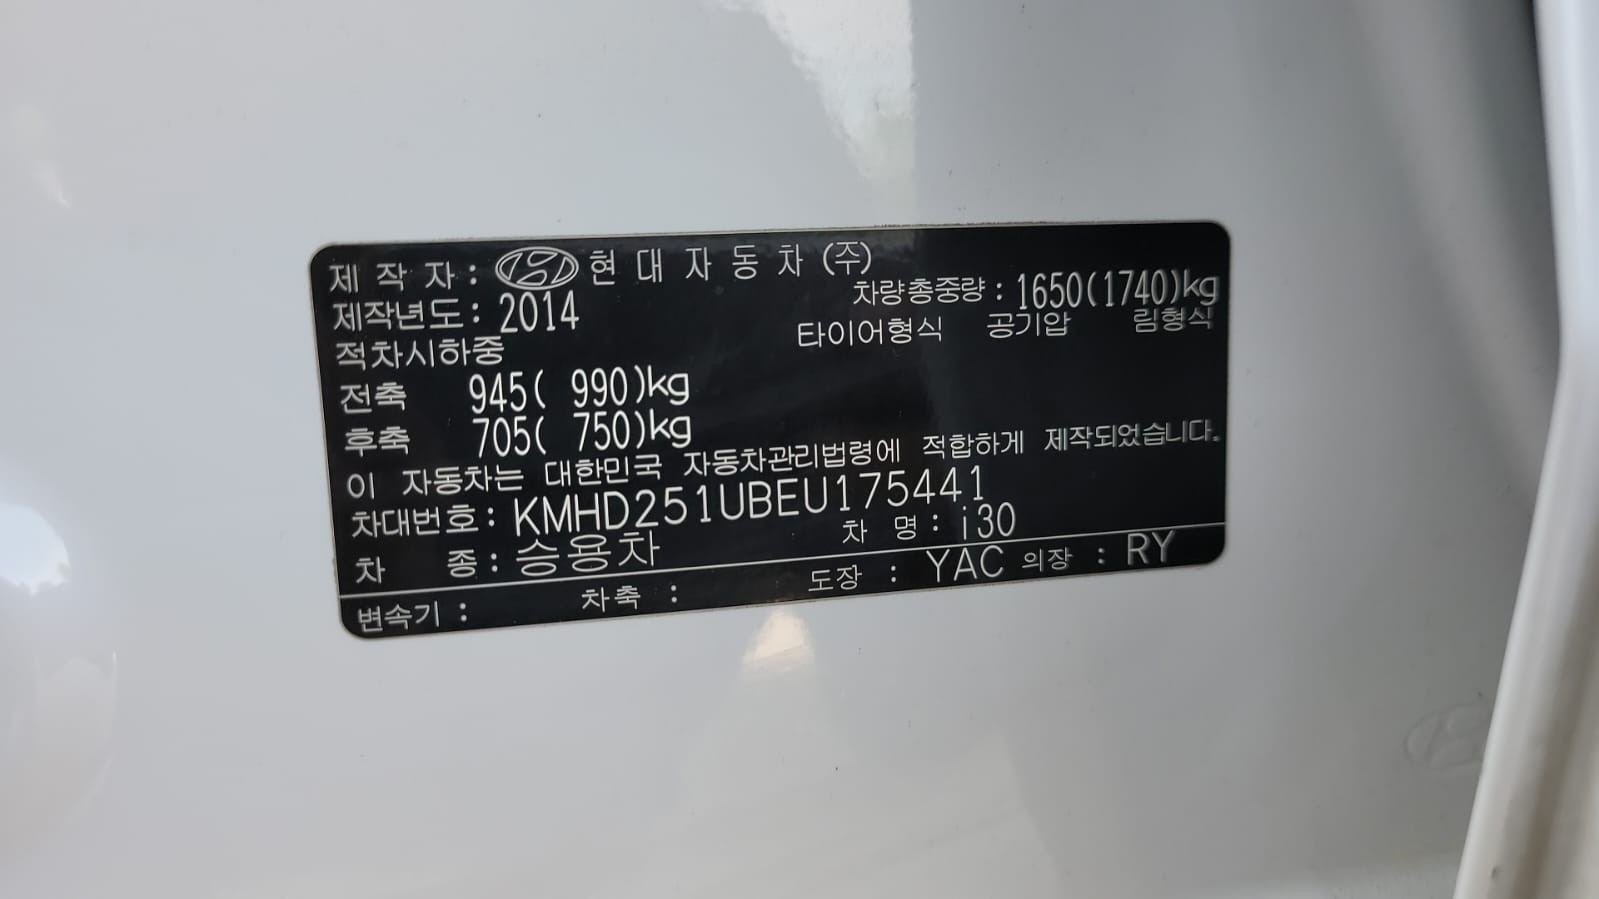 제작자: 현대자동차(주)
제작년도: 2014 차량총중량: 1650(1740)kg
적차시하중 타이어형식 공기압 림형식
전축 945( 990)kg
후축 705( 750)kg
이 자동차는 대한민국 자동차관리법령에 적합하게 제작되었습니다.
차대번호: KMHD251UBEU175441
차 종: 승용차 차 명: i30
변속기: 차축: 도장: YAC 의장: RY